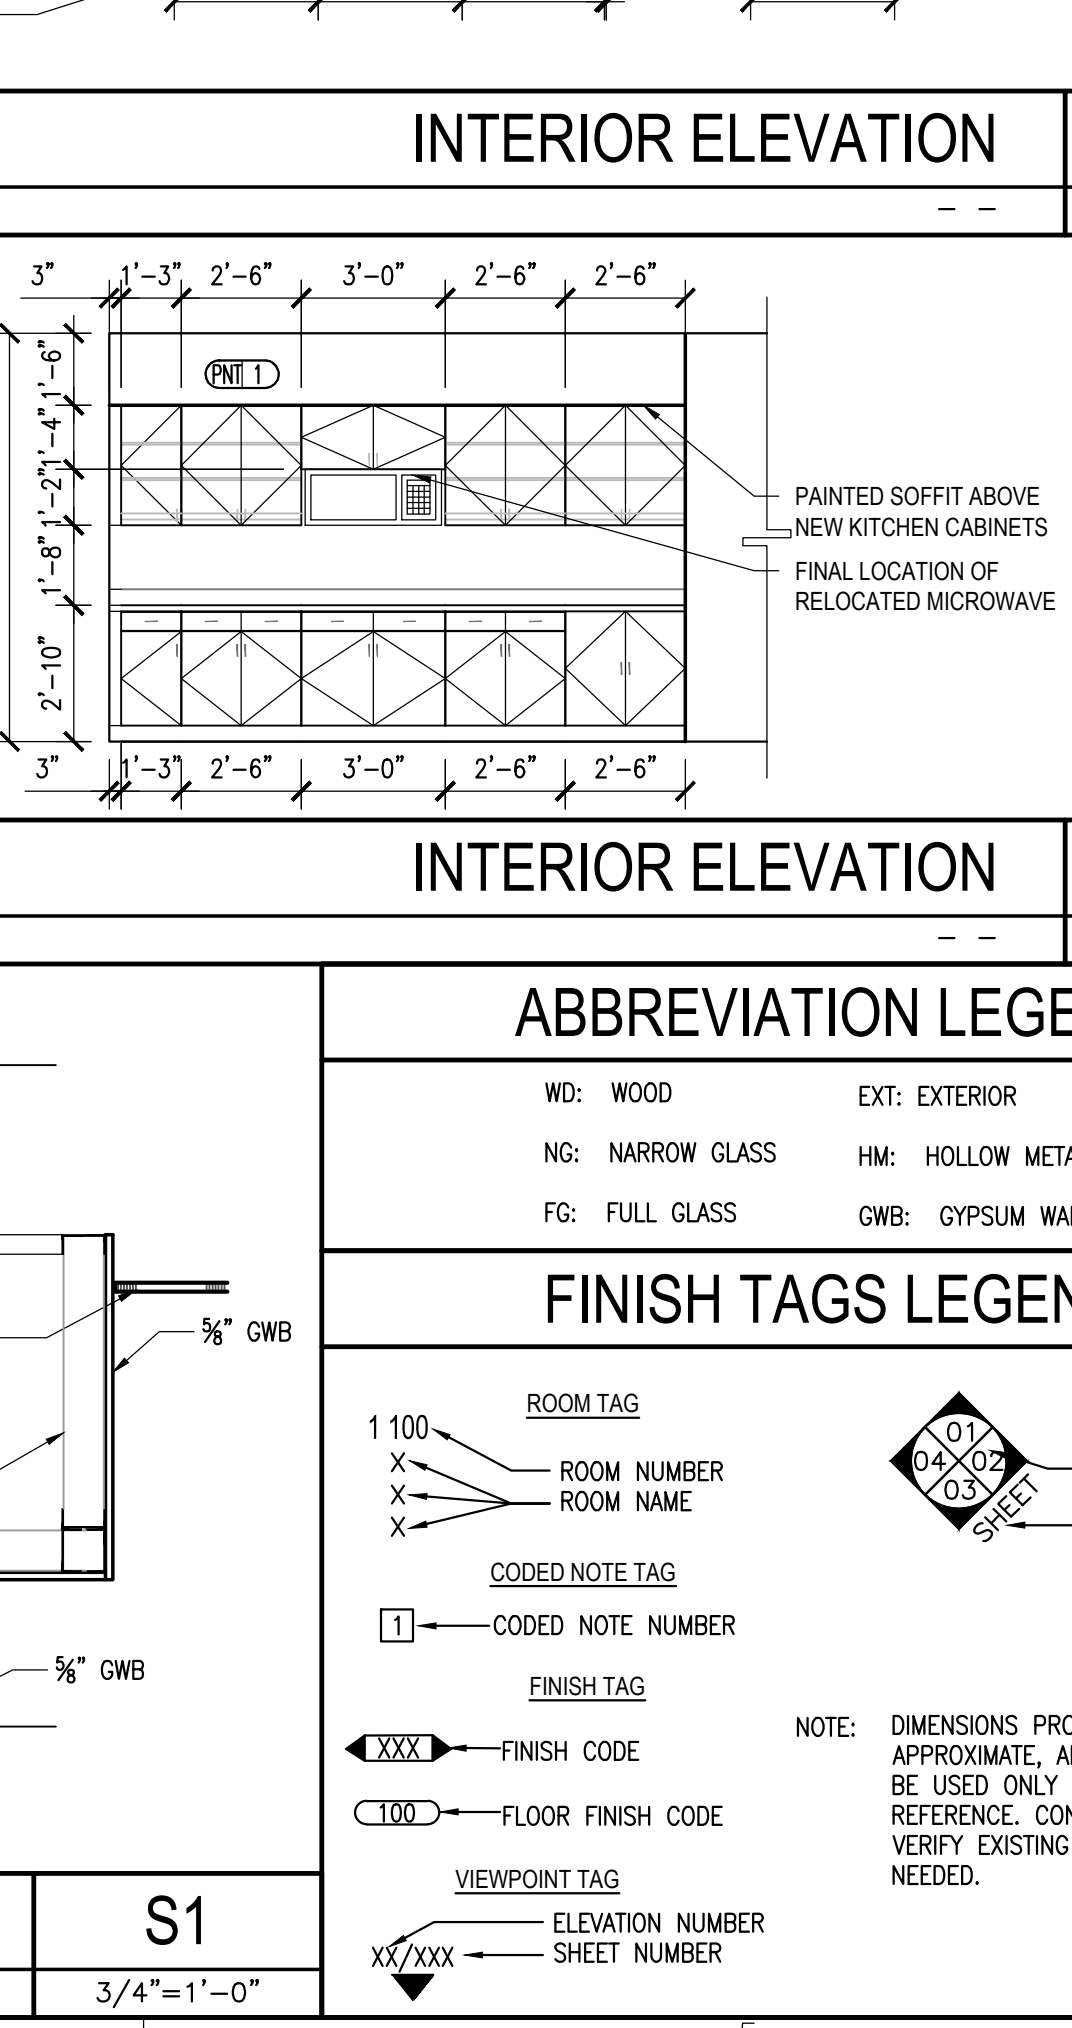 INTERIOR ELEVATION
– –
3" 1'–3" 2'–6" 3'–0" 2'–6" 2'–6"
1'–6"
PNT 1
1'–4"
1'–2"
PAINTED SOFFIT ABOVE
NEW KITCHEN CABINETS
1'–8"
FINAL LOCATION OF
RELOCATED MICROWAVE
2'–10"
3" 1'–3" 2'–6" 3'–0" 2'–6" 2'–6"
INTERIOR ELEVATION
– –
ABBREVIATION LEGE
WD: WOOD
EXT: EXTERIOR
NG: NARROW GLASS
HM: HOLLOW META
FG: FULL GLASS
GWB: GYPSUM WA
FINISH TAGS LEGEN
⅝" GWB
ROOM TAG
1 100
X
X
X
ROOM NUMBER
ROOM NAME
01
04 02
03
SHEET
CODED NOTE TAG
1 CODED NOTE NUMBER
⅝" GWB
FINISH TAG
XXX FINISH CODE
100 FLOOR FINISH CODE
NOTE: DIMENSIONS PRO
APPROXIMATE, A
BE USED ONLY
REFERENCE. CON
VERIFY EXISTING
NEEDED.
VIEWPOINT TAG
ELEVATION NUMBER
XX/XXX SHEET NUMBER
S1
3/4"=1'–0"